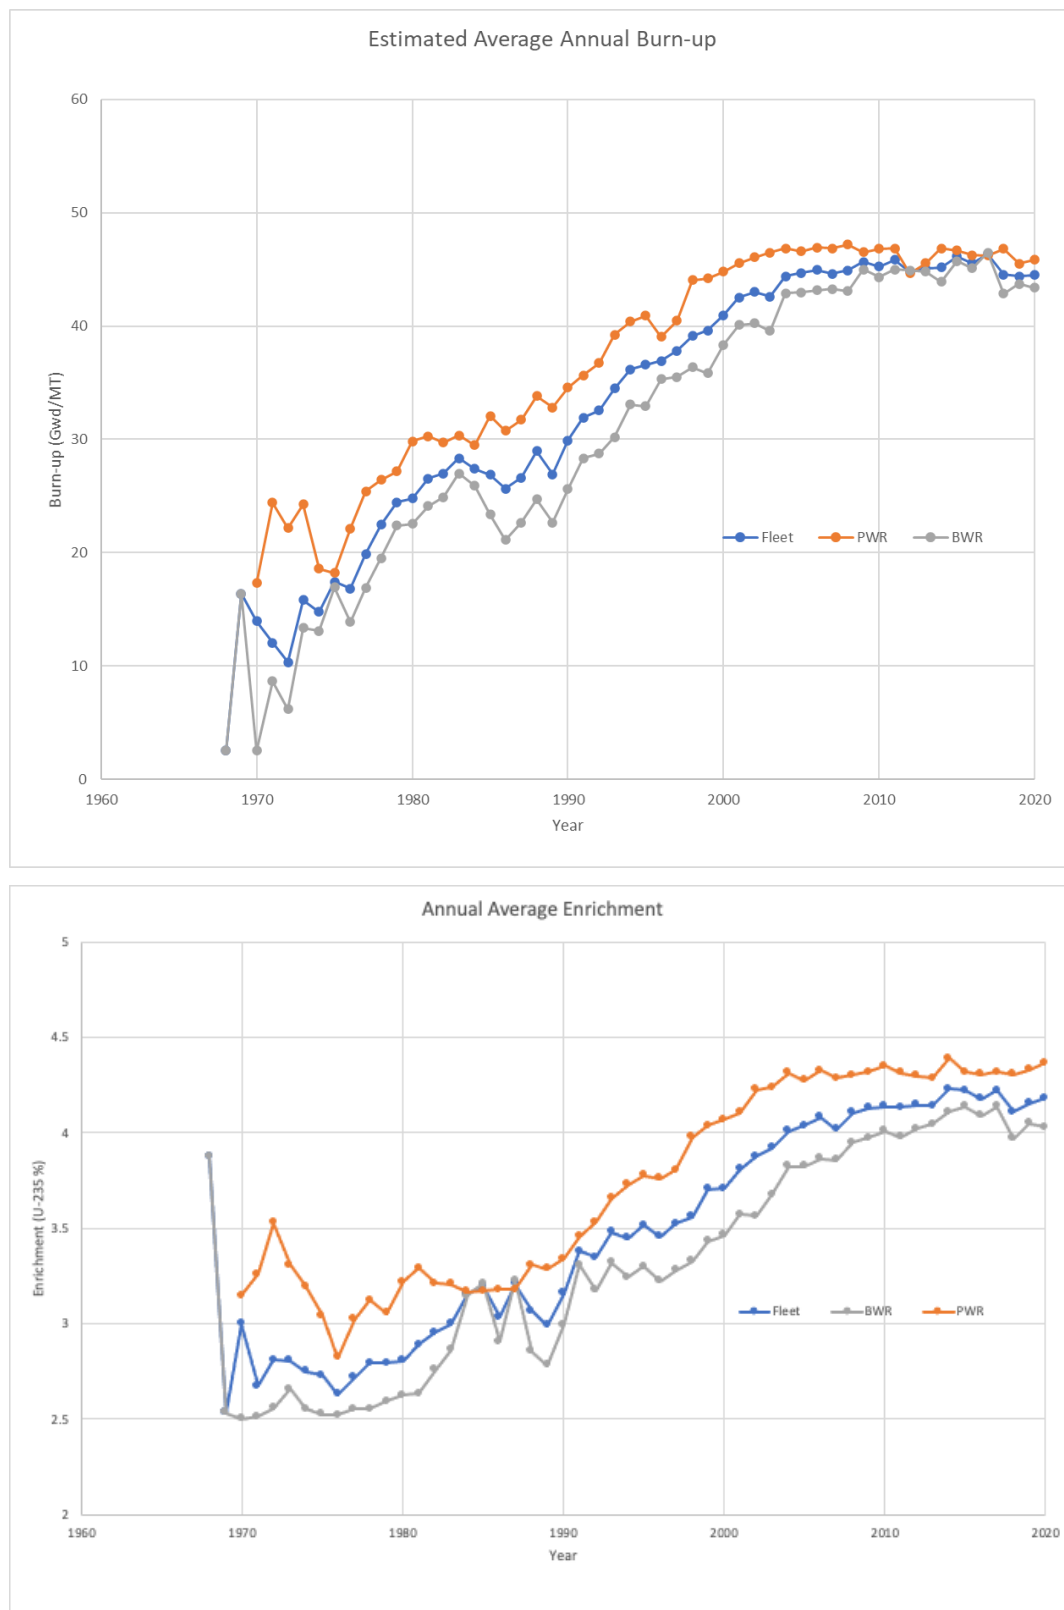 Estimated Average Annual Burn-up
60
50
40
30
20
10
0
Burn-up (Gwd/MT)
Fleet PWR BWR
1960 1970 1980 1990 2000 2010 2020
Year
Annual Average Enrichment
5
4.5
4
3.5
3
2.5
2
Enrichment (U-235 %)
Fleet BWR PWR
1960 1970 1980 1990 2000 2010 2020
Year